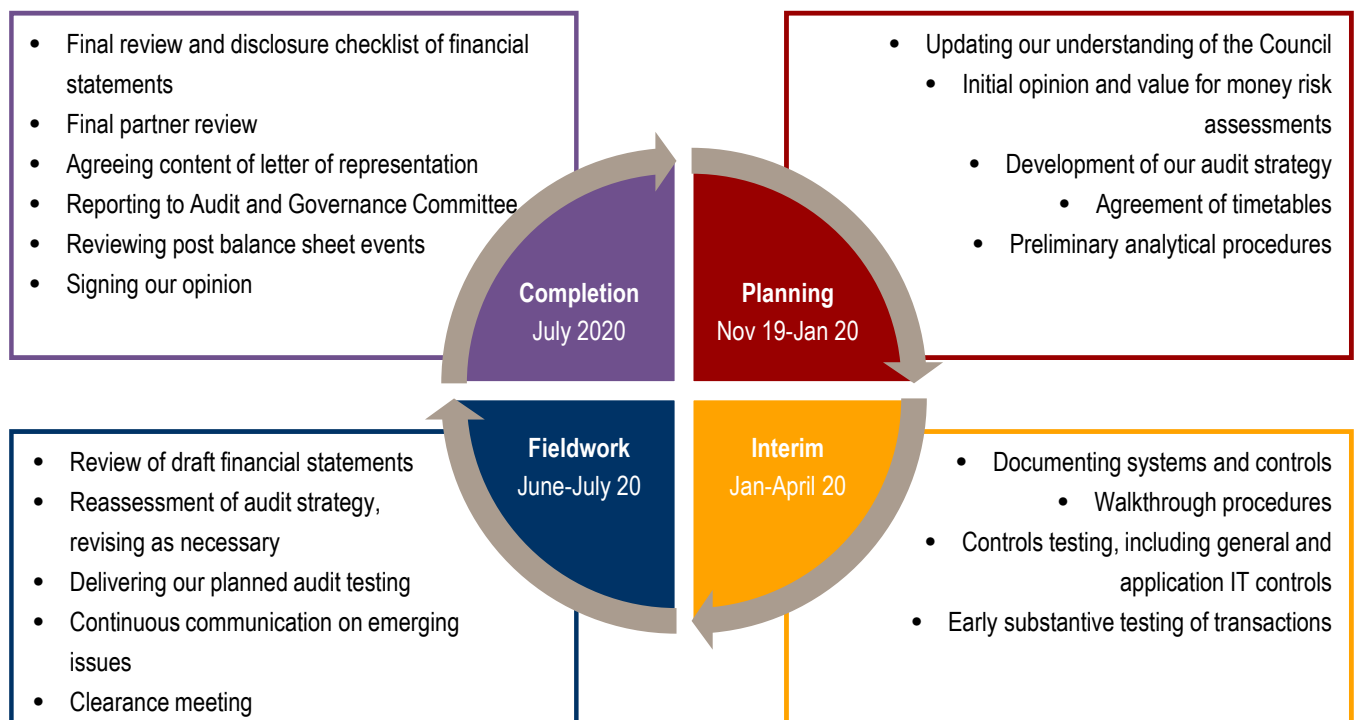 • Final review and disclosure checklist of financial
statements
• Final partner review
• Agreeing content of letter of representation
• Reporting to Audit and Governance Committee
• Reviewing post balance sheet events
• Signing our opinion
• Updating our understanding of the Council
• Initial opinion and value for money risk
assessments
• Development of our audit strategy
• Agreement of timetables
• Preliminary analytical procedures
Completion
July 2020
Planning
Nov 19-Jan 20
Fieldwork
June-July 20
Interim
Jan-April 20
• Review of draft financial statements
• Reassessment of audit strategy,
revising as necessary
• Delivering our planned audit testing
• Continuous communication on emerging
issues
• Clearance meeting
• Documenting systems and controls
• Walkthrough procedures
• Controls testing, including general and
application IT controls
• Early substantive testing of transactions